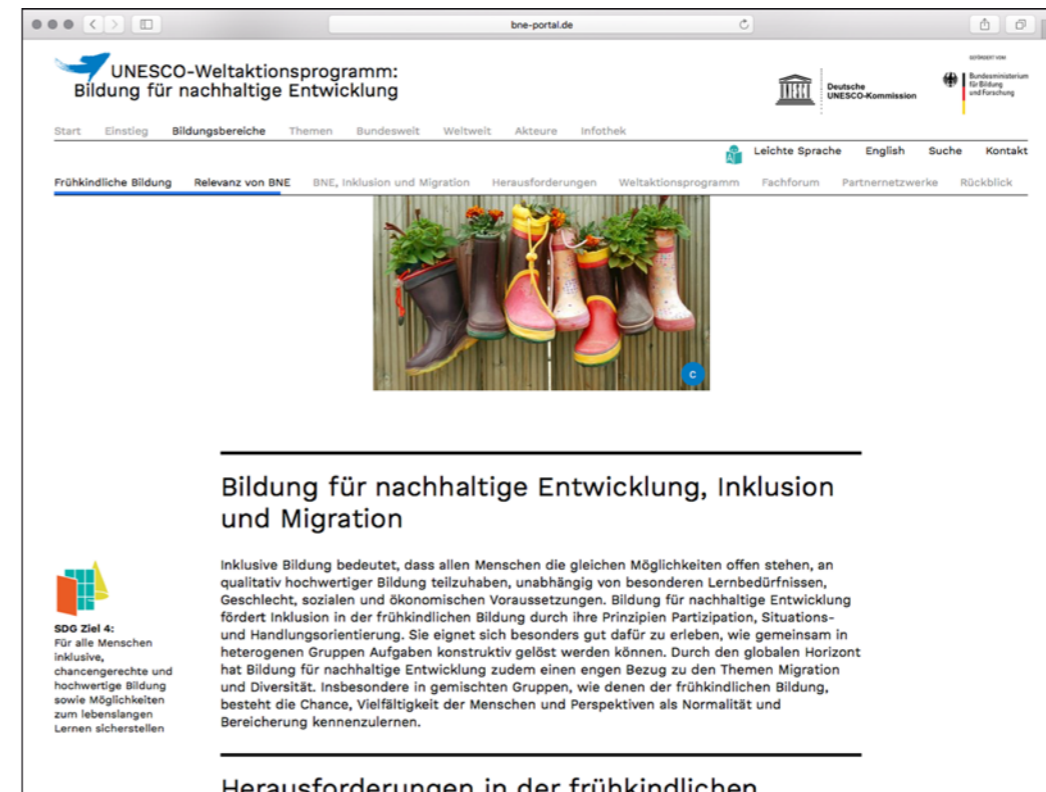 bne-portal.de
UNESCO-Weltaktionsprogramm:
Bildung für nachhaltige Entwicklung
Deutsche
UNESCO-Kommission
GEFÖRDERT VOM
Bundesministerium
für Bildung
und Forschung
Start Einstieg Bildungsbereiche Themen Bundesweit Weltweit Akteure Infothek
Leichte Sprache English Suche Kontakt
Frühkindliche Bildung Relevanz von BNE BNE, Inklusion und Migration Herausforderungen Weltaktionsprogramm Fachforum Partnernetzwerke Rückblick
C
Bildung für nachhaltige Entwicklung, Inklusion
und Migration
Inklusive Bildung bedeutet, dass allen Menschen die gleichen Möglichkeiten offen stehen, an
qualitativ hochwertiger Bildung teilzuhaben, unabhängig von besonderen Lernbedürfnissen,
Geschlecht, sozialen und ökonomischen Voraussetzungen. Bildung für nachhaltige Entwicklung
fördert Inklusion in der frühkindlichen Bildung durch ihre Prinzipien Partizipation, Situations-
und Handlungsorientierung. Sie eignet sich besonders gut dafür zu erleben, wie gemeinsam in
heterogenen Gruppen Aufgaben konstruktiv gelöst werden können. Durch den globalen Horizont
hat Bildung für nachhaltige Entwicklung zudem einen engen Bezug zu den Themen Migration
und Diversität. Insbesondere in gemischten Gruppen, wie denen der frühkindlichen Bildung,
besteht die Chance, Vielfältigkeit der Menschen und Perspektiven als Normalität und
Bereicherung kennenzulernen.
SDG Ziel 4:
Für alle Menschen
inklusive,
chancengerechte und
hochwertige Bildung
sowie Möglichkeiten
zum lebenslangen
Lernen sicherstellen
Herausforderungen in der frühkindlichen